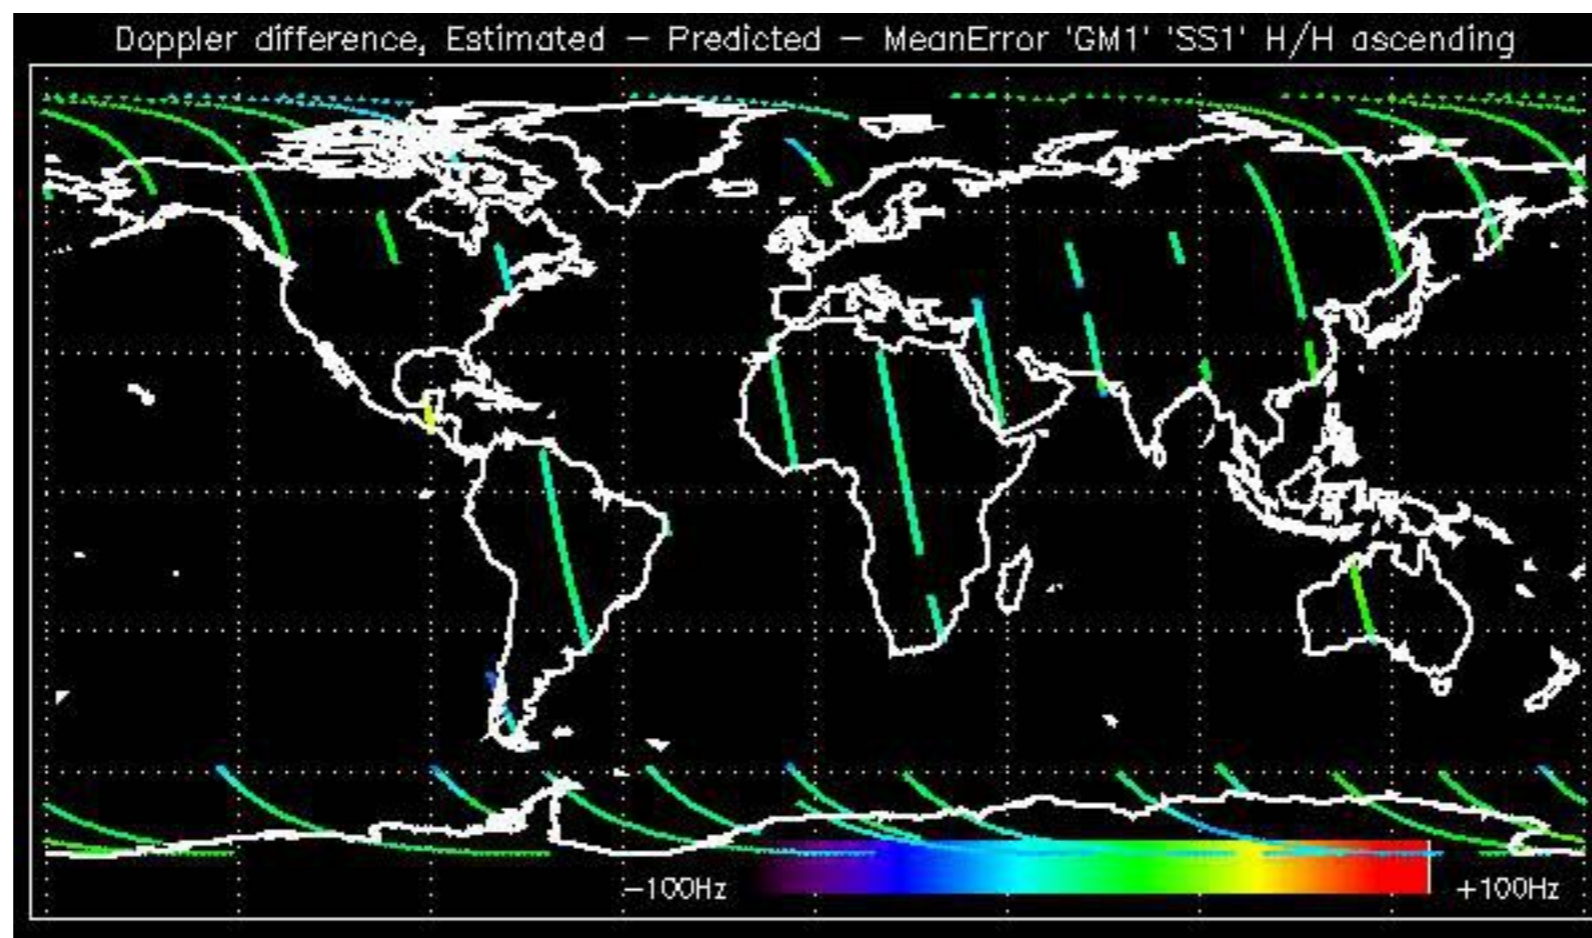 Doppler difference, Estimated – Predicted – MeanError 'GM1' 'SS1' H/H ascending
–100Hz +100Hz